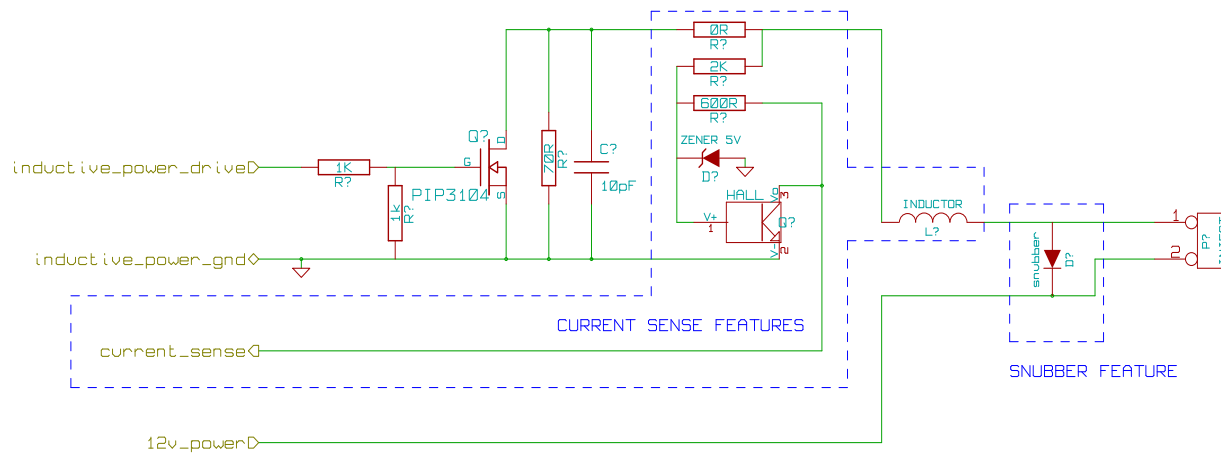 0R
R?
2K
R?
600R
R?
ZENER 5V
D?
HALL
V+
1
Vo
3
Q?
V-
2
inductive_power_drive
1K
R?
1k
R?
Q?
D
G
S
PIP3104
70R
R?
C?
10pF
inductive_power_gnd
INDUCTOR
L?
snubber
D?
1
2
P?
CURRENT SENSE FEATURES
current_sense
SNUBBER FEATURE
12v_power